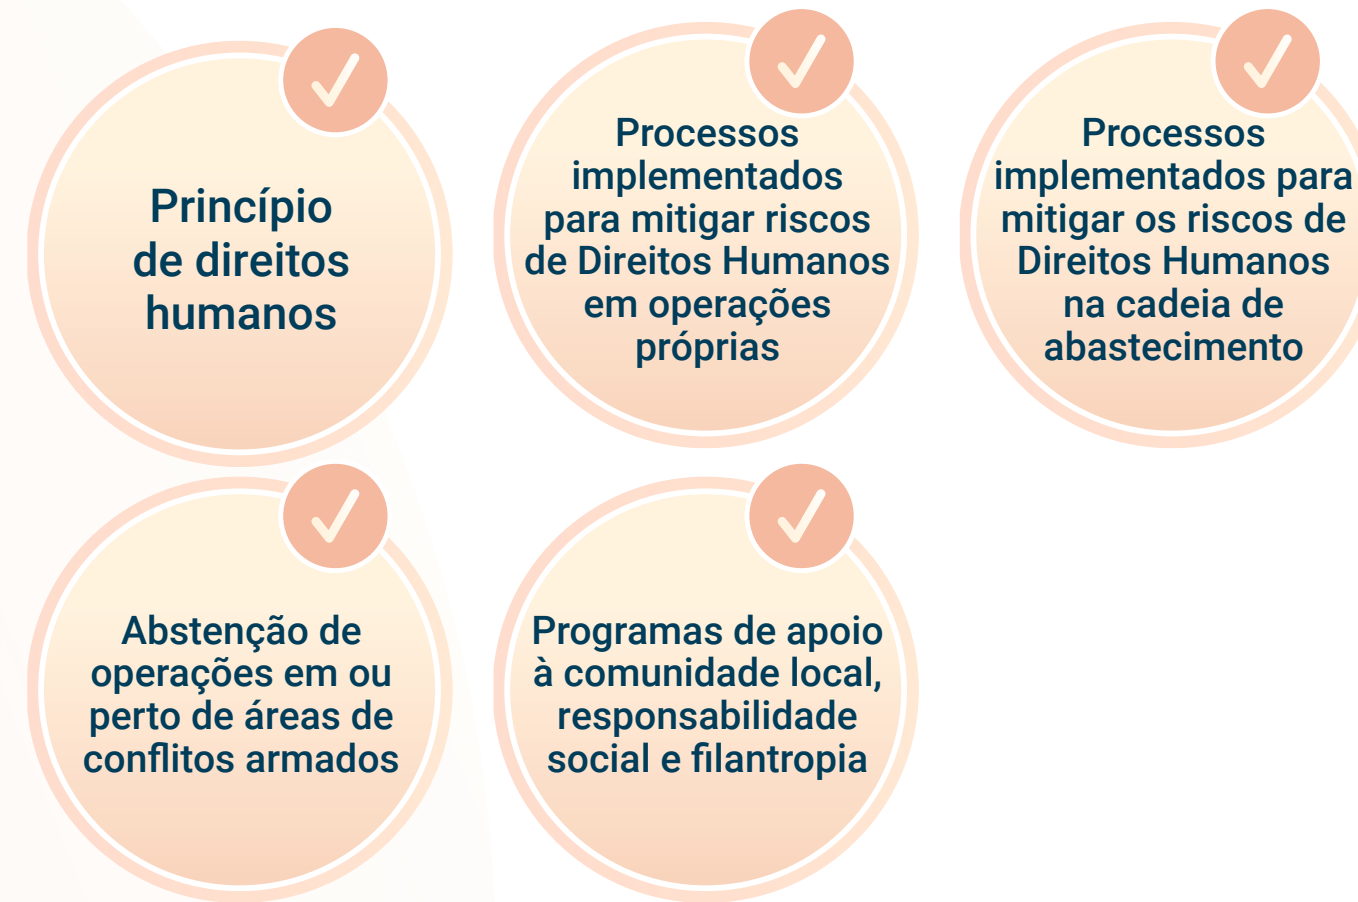 Princípio
de direitos
humanos
Processos
implementados
para mitigar riscos
de Direitos Humanos
em operações
próprias
Processos
implementados para
mitigar os riscos de
Direitos Humanos
na cadeia de
abastecimento
Abstenção de
operações em ou
perto de áreas de
conflitos armados
Programas de apoio
à comunidade local,
responsabilidade
social e filantropia